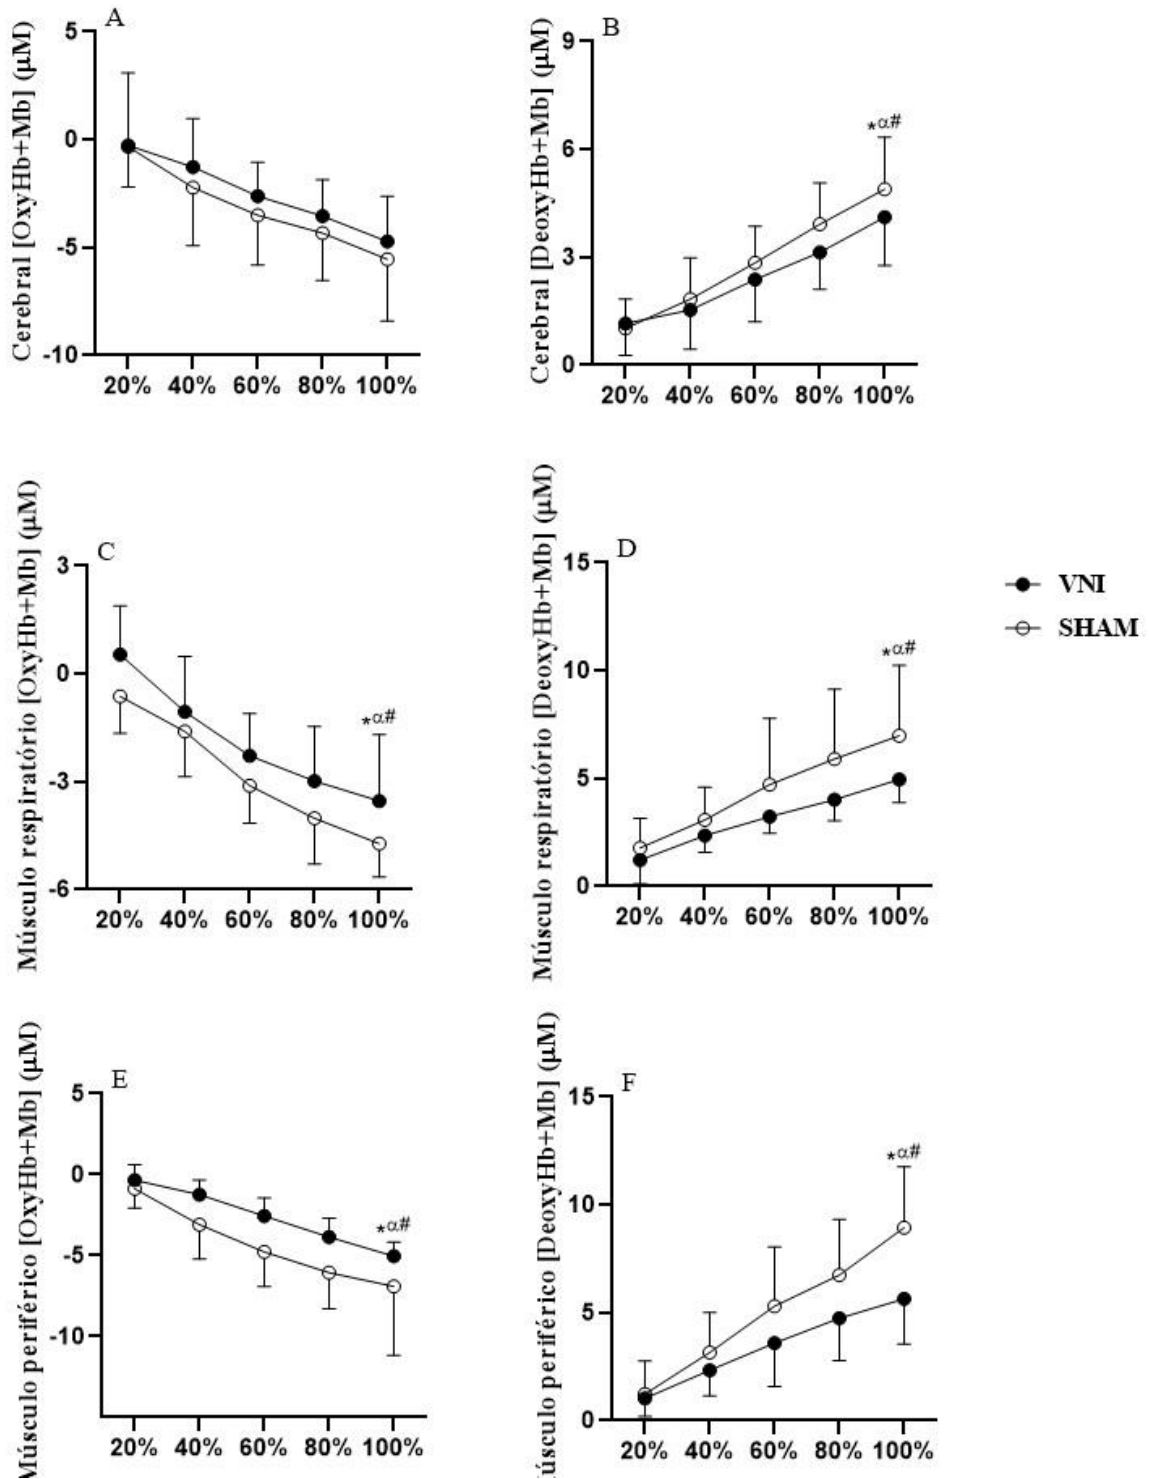 A
Cerebral [OxyHb+Mb] (µM)
5
0
-5
-10
20% 40% 60% 80% 100%
B
Cerebral [DeoxyHb+Mb] (µM)
9
6
3
0
*α#
20% 40% 60% 80% 100%
C
Músculo respiratório [OxyHb+Mb] (µM)
3
0
-3
-6
*α#
20% 40% 60% 80% 100%
D
Músculo respiratório [DeoxyHb+Mb] (µM)
15
10
5
0
*α#
20% 40% 60% 80% 100%
VNI
SHAM
E
Músculo periférico [OxyHb+Mb] (µM)
5
0
-5
-10
*α#
20% 40% 60% 80% 100%
F
Músculo periférico [DeoxyHb+Mb] (µM)
15
10
5
0
*α#
20% 40% 60% 80% 100%